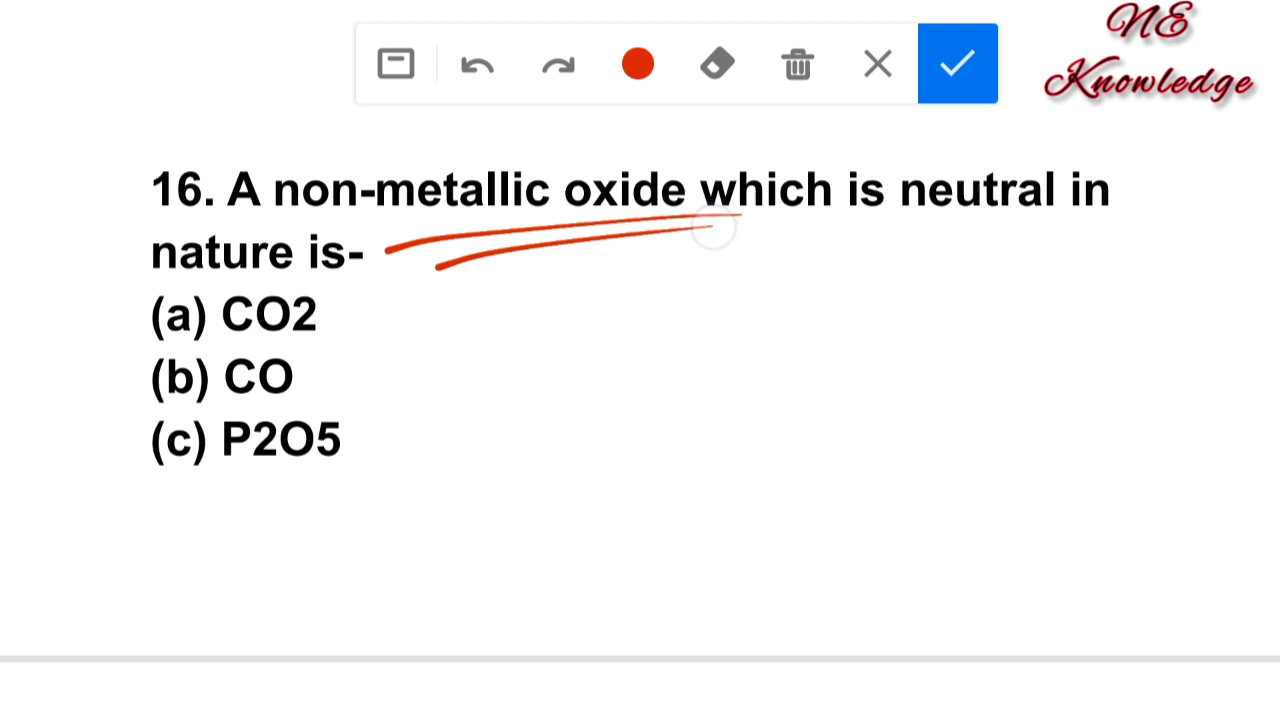 NE
Knowledge
16. A non-metallic oxide which is neutral in
nature is-
(a) CO2
(b) CO
(c) P2O5